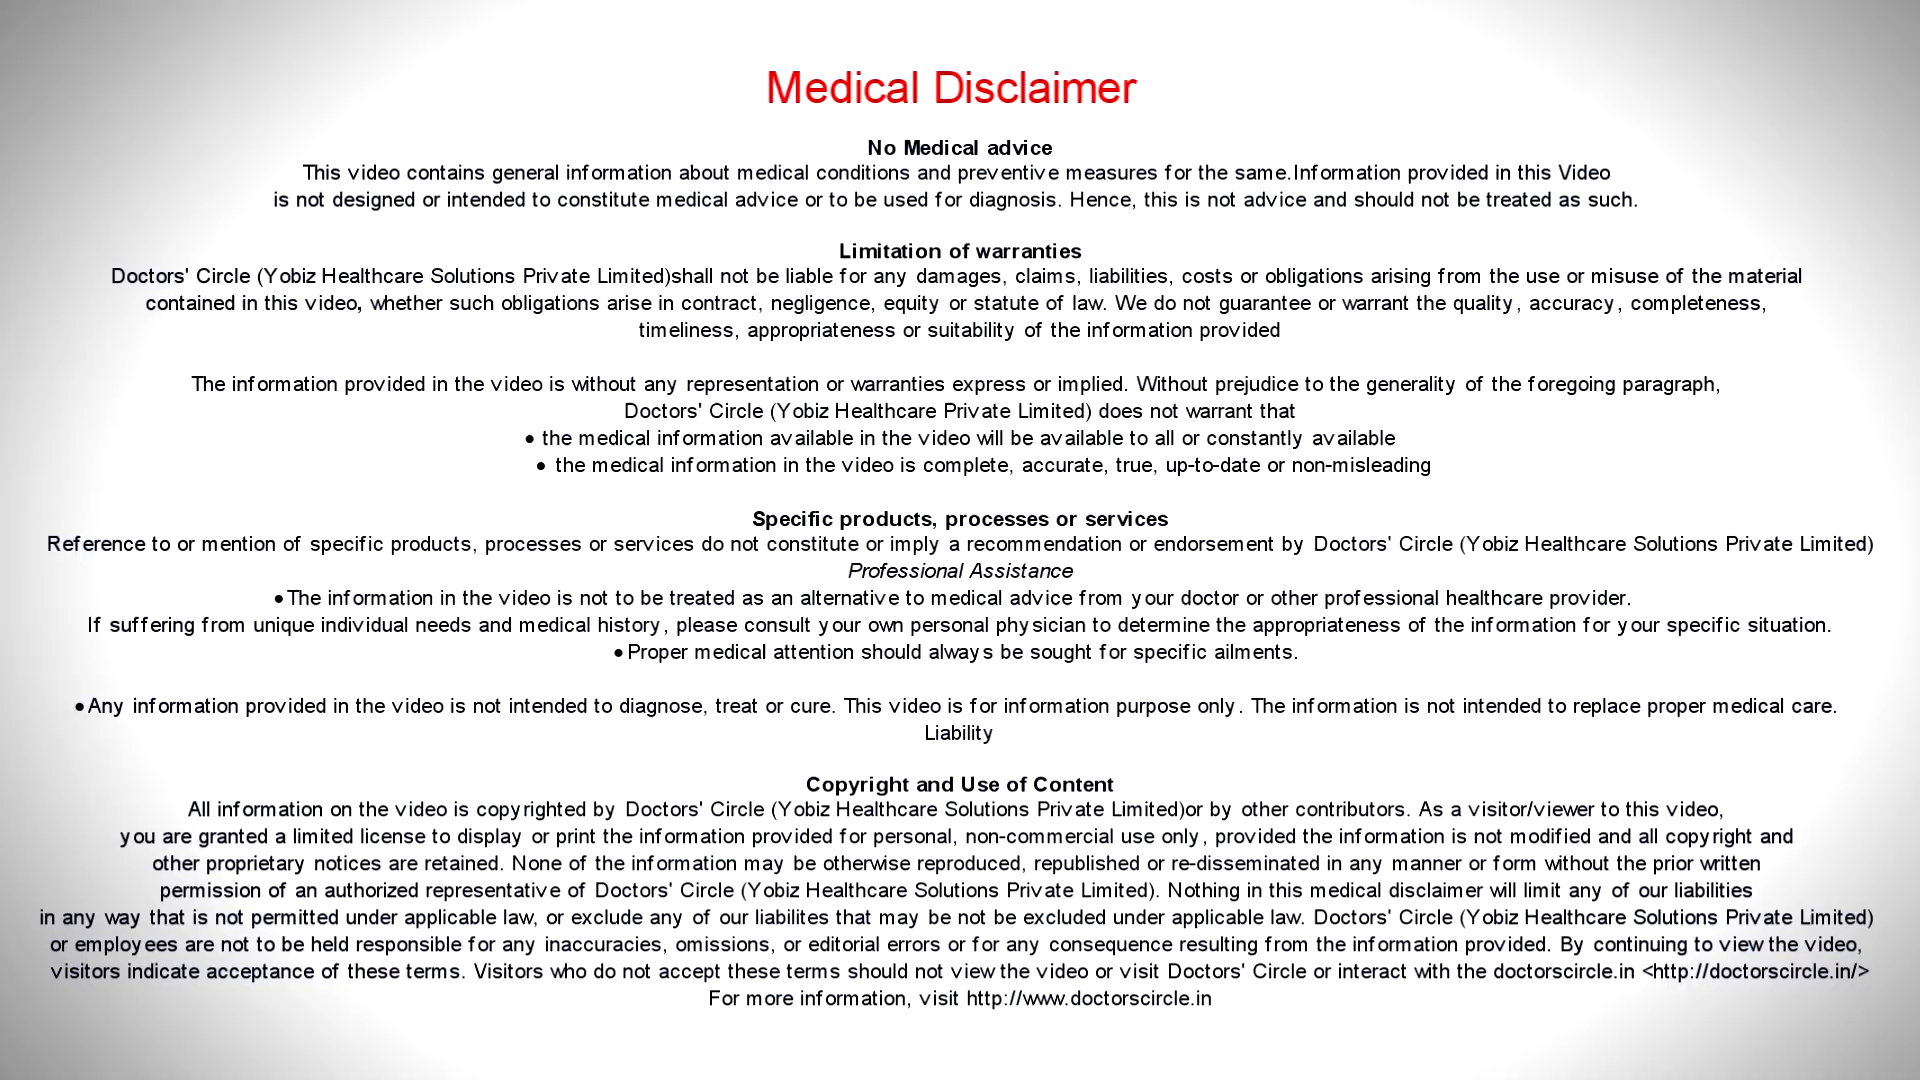 Medical Disclaimer
No Medical advice
This video contains general information about medical conditions and preventive measures for the same.Information provided in this Video
is not designed or intended to constitute medical advice or to be used for diagnosis. Hence, this is not advice and should not be treated as such.
Limitation of warranties
Doctors' Circle (Yobiz Healthcare Solutions Private Limited)shall not be liable for any damages, claims, liabilities, costs or obligations arising from the use or misuse of the material
contained in this video, whether such obligations arise in contract, negligence, equity or statute of law. We do not guarantee or warrant the quality, accuracy, completeness,
timeliness, appropriateness or suitability of the information provided
The information provided in the video is without any representation or warranties express or implied. Without prejudice to the generality of the foregoing paragraph,
Doctors' Circle (Yobiz Healthcare Private Limited) does not warrant that
• the medical information available in the video will be available to all or constantly available
• the medical information in the video is complete, accurate, true, up-to-date or non-misleading
Specific products, processes or services
Reference to or mention of specific products, processes or services do not constitute or imply a recommendation or endorsement by Doctors' Circle (Yobiz Healthcare Solutions Private Limited)
Professional Assistance
•The information in the video is not to be treated as an alternative to medical advice from your doctor or other professional healthcare provider.
If suffering from unique individual needs and medical history, please consult your own personal physician to determine the appropriateness of the information for your specific situation.
•Proper medical attention should always be sought for specific ailments.
•Any information provided in the video is not intended to diagnose, treat or cure. This video is for information purpose only. The information is not intended to replace proper medical care.
Liability
Copyright and Use of Content
All information on the video is copyrighted by Doctors' Circle (Yobiz Healthcare Solutions Private Limited)or by other contributors. As a visitor/viewer to this video,
you are granted a limited license to display or print the information provided for personal, non-commercial use only, provided the information is not modified and all copyright and
other proprietary notices are retained. None of the information may be otherwise reproduced, republished or re-disseminated in any manner or form without the prior written
permission of an authorized representative of Doctors' Circle (Yobiz Healthcare Solutions Private Limited). Nothing in this medical disclaimer will limit any of our liabilities
in any way that is not permitted under applicable law, or exclude any of our liabilites that may be not be excluded under applicable law. Doctors' Circle (Yobiz Healthcare Solutions Private Limited)
or employees are not to be held responsible for any inaccuracies, omissions, or editorial errors or for any consequence resulting from the information provided. By continuing to view the video,
visitors indicate acceptance of these terms. Visitors who do not accept these terms should not view the video or visit Doctors' Circle or interact with the doctorscircle.in <http://doctorscircle.in/>
For more information, visit http://www.doctorscircle.in